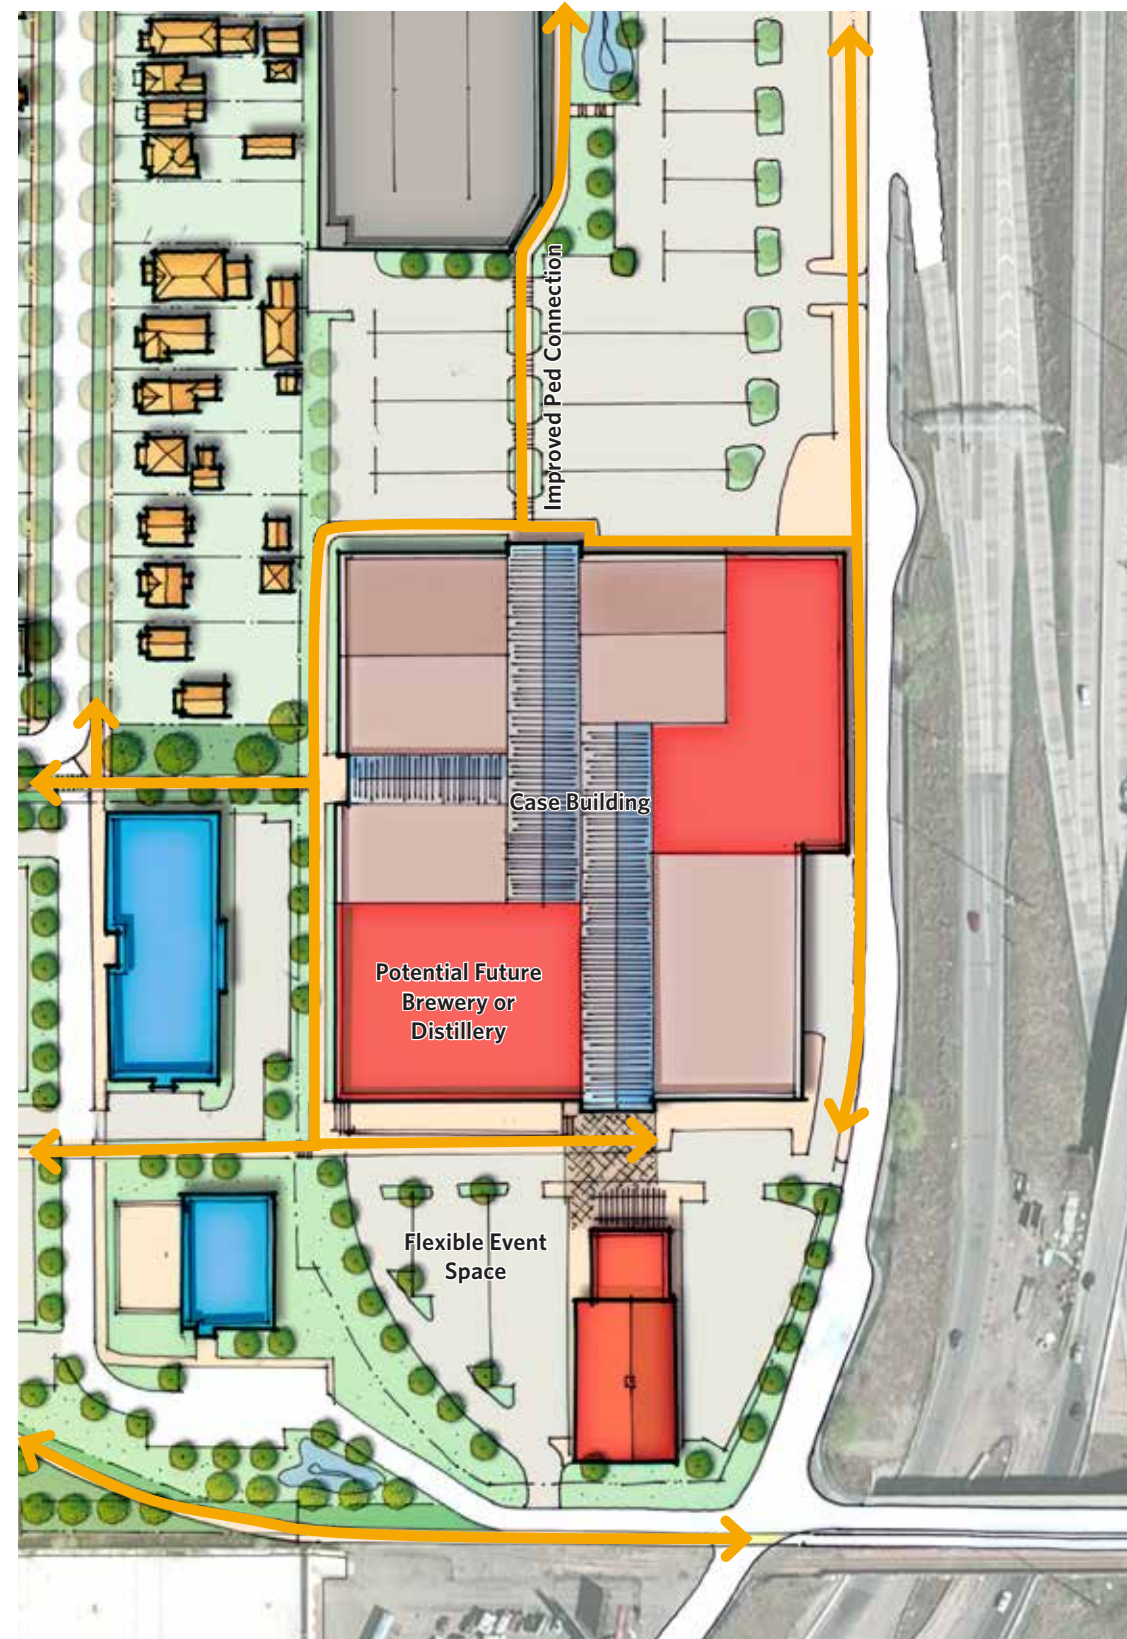 Improved Ped Connection
Case Building
Potential Future
Brewery or
Distillery
Flexible Event
Space